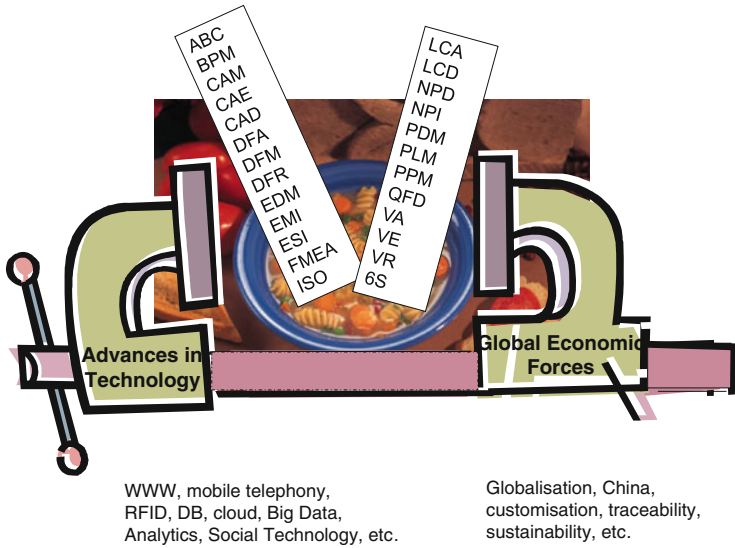 ABC
BPM
CAM
CAE
CAD
DFA
DFM
DFR
EDM
EMI
ESI
FMEA
ISO
LCA
LCD
NPD
NPI
PDM
PLM
PPM
QFD
VA
VE
VR
6S
Advances in
Technology
Global Economic
Forces
WWW, mobile telephony,
RFID, DB, cloud, Big Data,
Analytics, Social Technology, etc.
Globalisation, China,
customisation, traceability,
sustainability, etc.